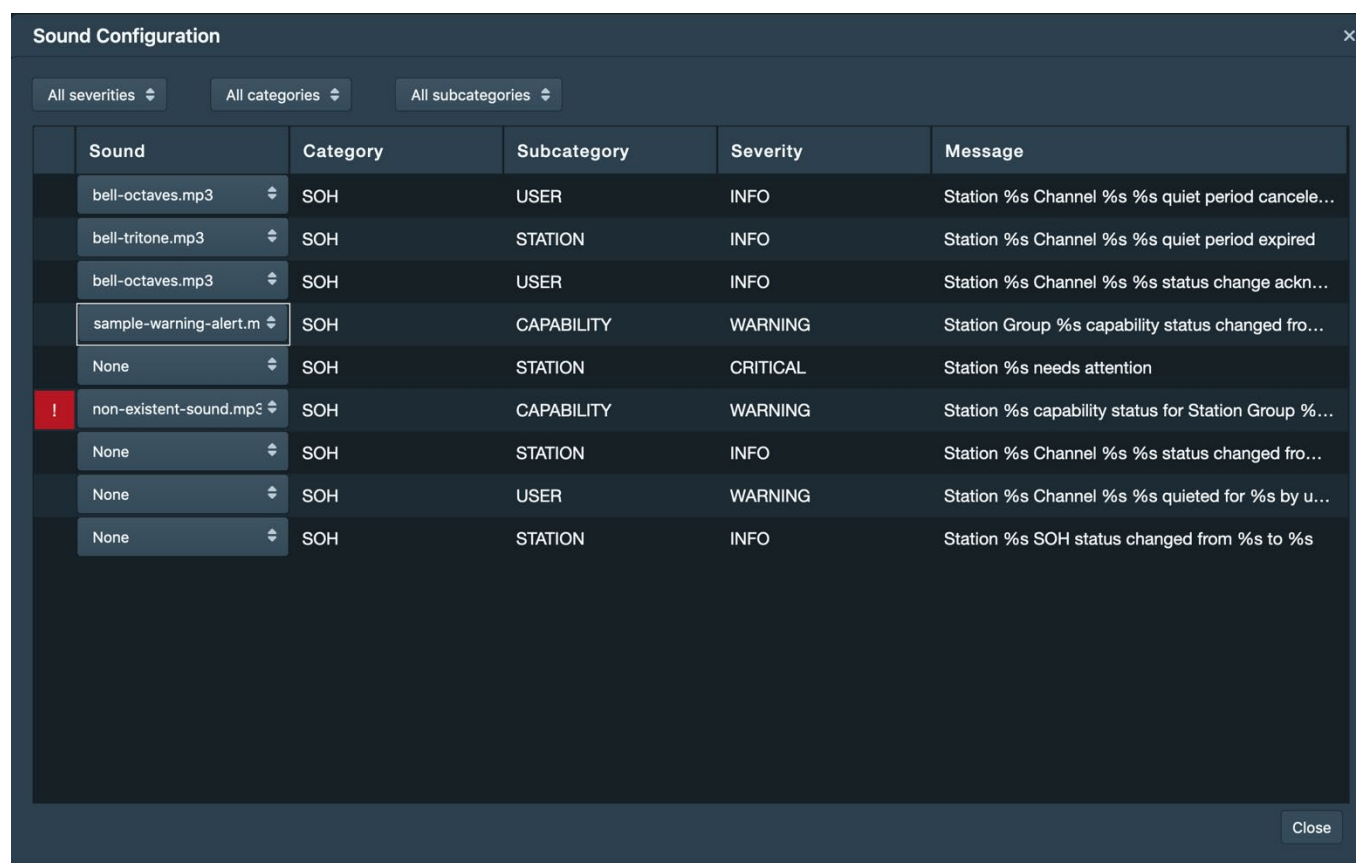 Sound Configuration ×
All severities All categories All subcategories
Sound Category Subcategory Severity Message
bell-octaves.mp3 SOH USER INFO Station %s Channel %s %s quiet period cancele...
bell-tritone.mp3 SOH STATION INFO Station %s Channel %s %s quiet period expired
bell-octaves.mp3 SOH USER INFO Station %s Channel %s %s status change ackn...
sample-warning-alert.m SOH CAPABILITY WARNING Station Group %s capability status changed fro...
None SOH STATION CRITICAL Station %s needs attention
! non-existent-sound.mp3 SOH CAPABILITY WARNING Station %s capability status for Station Group %...
None SOH STATION INFO Station %s Channel %s %s status changed fro...
None SOH USER WARNING Station %s Channel %s %s quieted for %s by u...
None SOH STATION INFO Station %s SOH status changed from %s to %s
Close